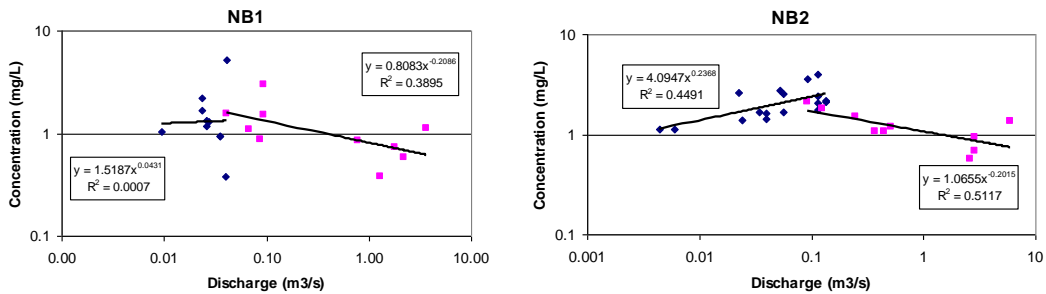 NB1
10
1
0.1
Concentration (mg/L)
y = 0.8083x^-0.2086
R² = 0.3895
y = 1.5187x^0.0431
R² = 0.0007
0.00 0.01 0.10 1.00 10.00
Discharge (m3/s)
NB2
10
1
0.1
Concentration (mg/L)
y = 4.0947x^0.2368
R² = 0.4491
y = 1.0655x^-0.2015
R² = 0.5117
0.001 0.01 0.1 1 10
Discharge (m3/s)